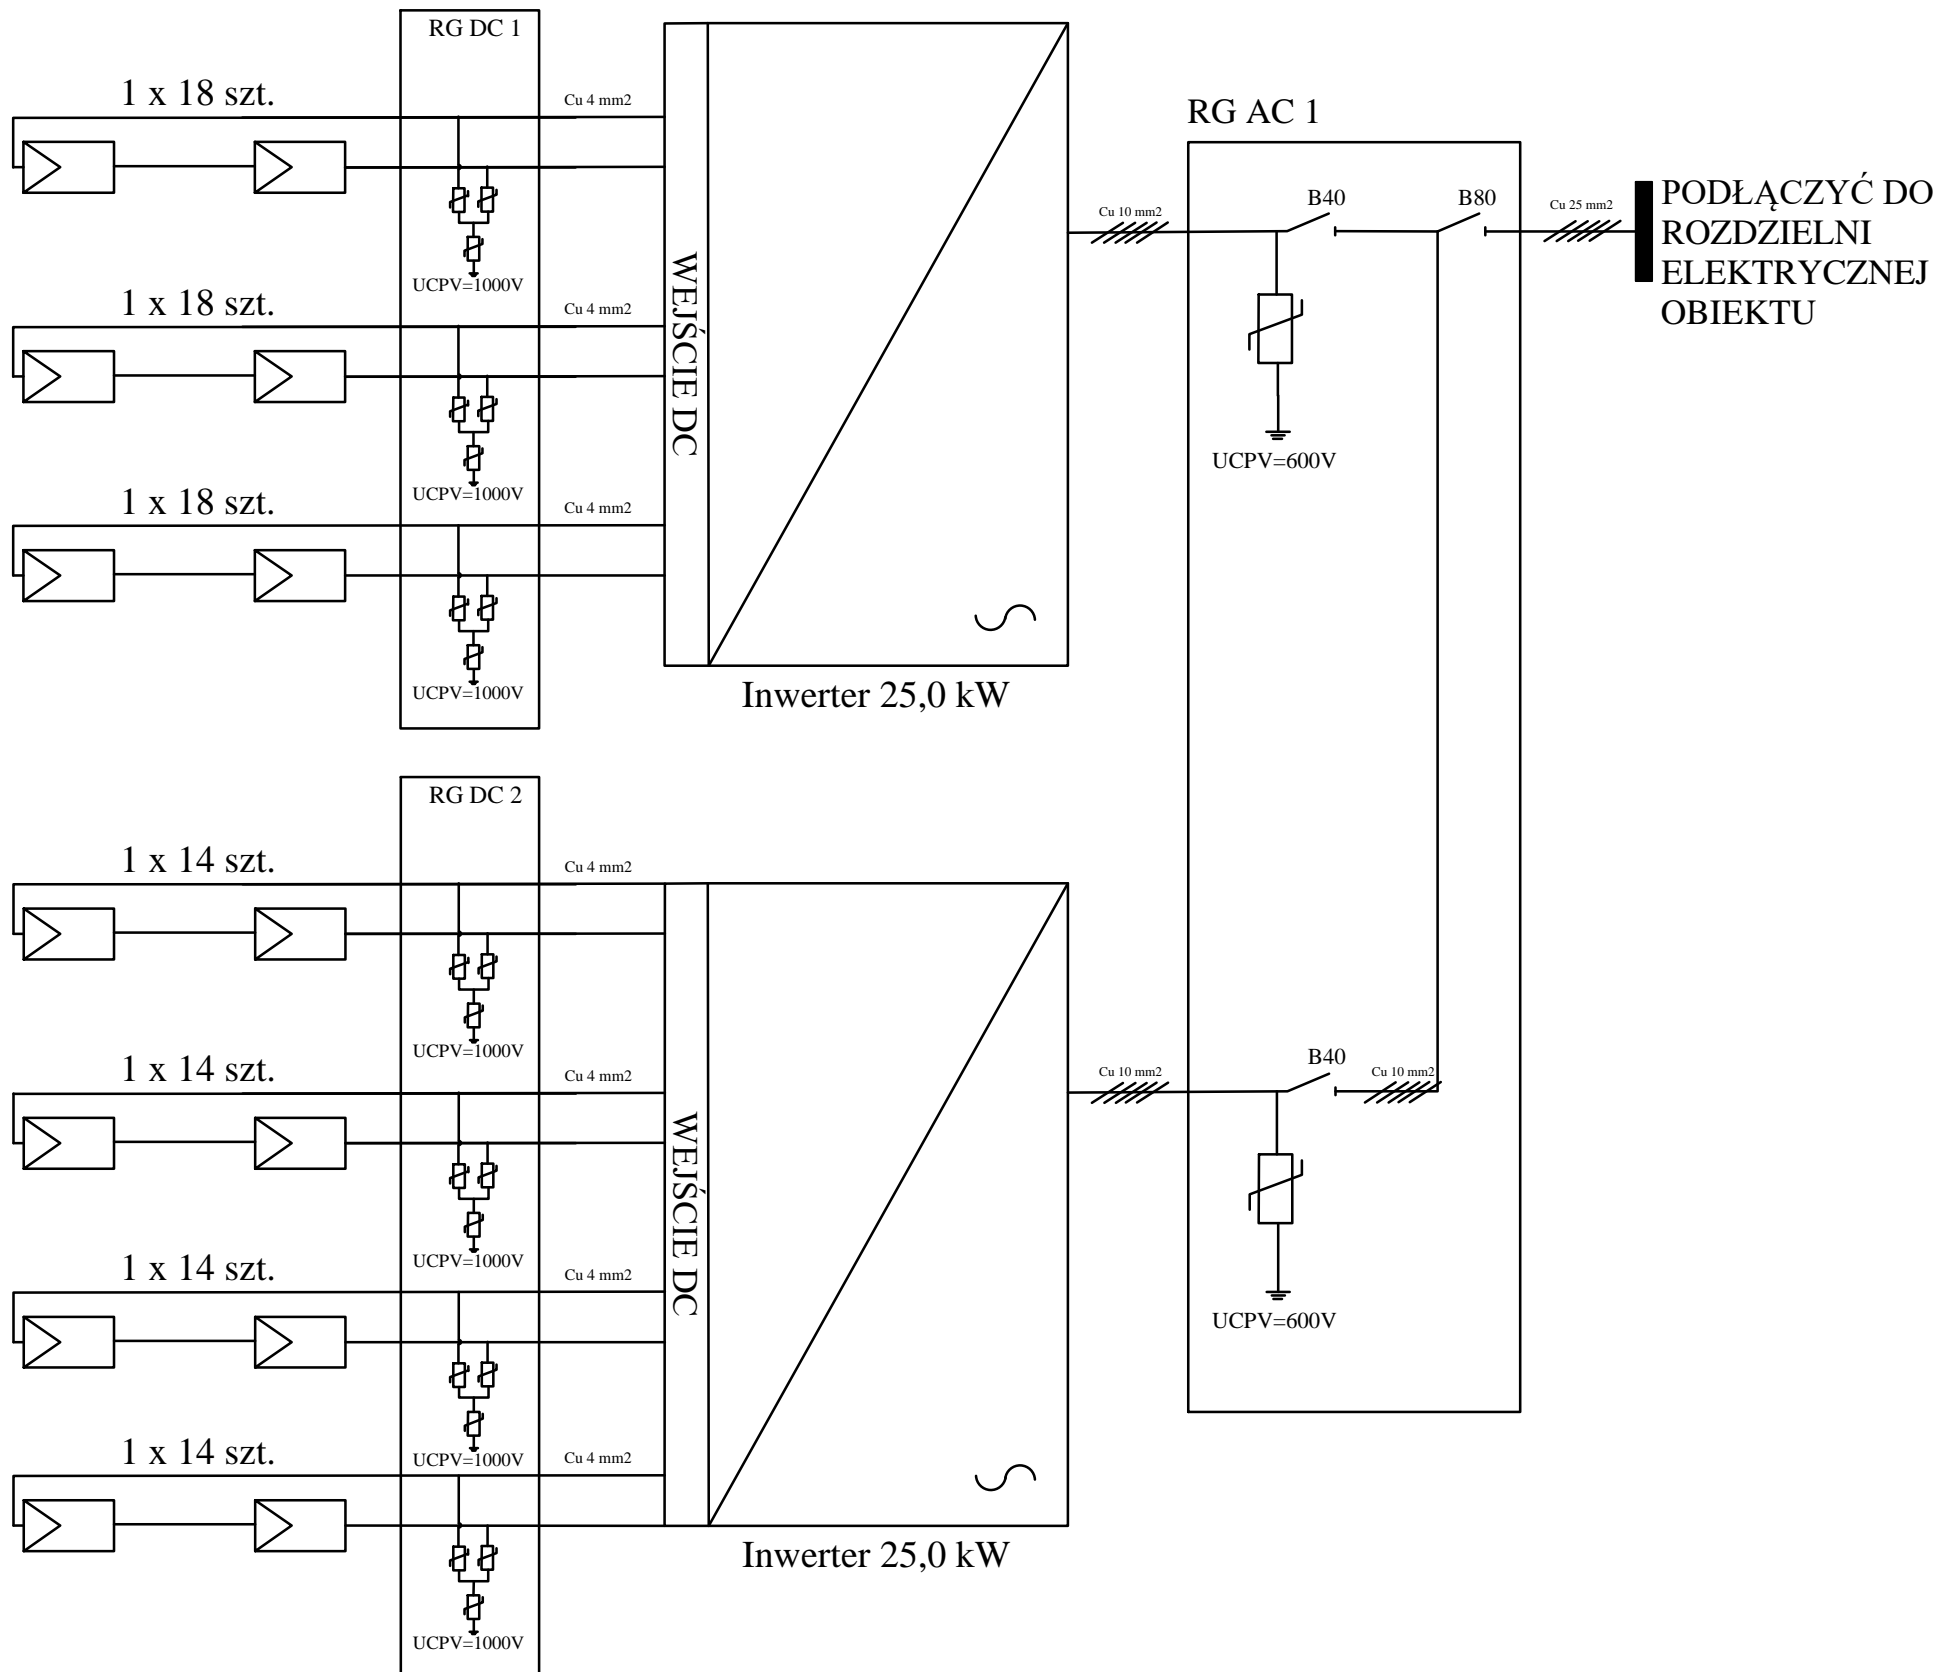 RG DC 1
1 x 18 szt.
Cu 4 mm2
UCPV=1000V
1 x 18 szt.
Cu 4 mm2
UCPV=1000V
1 x 18 szt.
Cu 4 mm2
UCPV=1000V
WEJŚCIE DC
Inwerter 25,0 kW
RG AC 1
Cu 10 mm2
B40
B80
Cu 25 mm2
UCPV=600V
PODŁĄCZYĆ DO
ROZDZIELNI
ELEKTRYCZNEJ
OBIEKTU
RG DC 2
1 x 14 szt.
Cu 4 mm2
UCPV=1000V
1 x 14 szt.
Cu 4 mm2
UCPV=1000V
1 x 14 szt.
Cu 4 mm2
UCPV=1000V
1 x 14 szt.
Cu 4 mm2
UCPV=1000V
WEJŚCIE DC
Inwerter 25,0 kW
Cu 10 mm2
B40
Cu 10 mm2
UCPV=600V